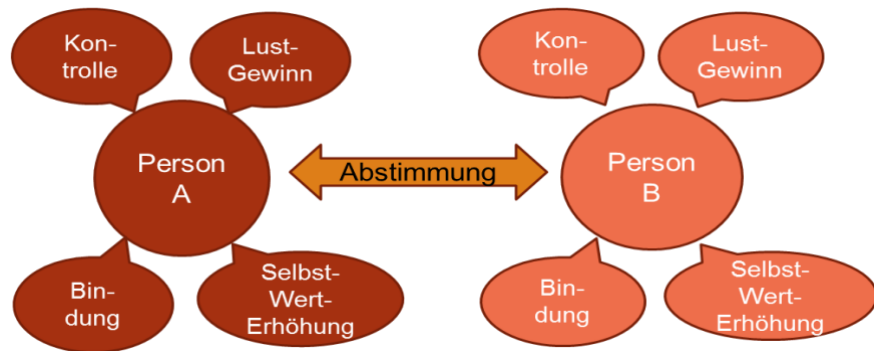 Kon-
trolle
Lust-
Gewinn
Kon-
trolle
Lust-
Gewinn
Person
A
Abstimmung
Person
B
Bin-
dung
Selbst-
Wert-
Erhöhung
Bin-
dung
Selbst-
Wert-
Erhöhung